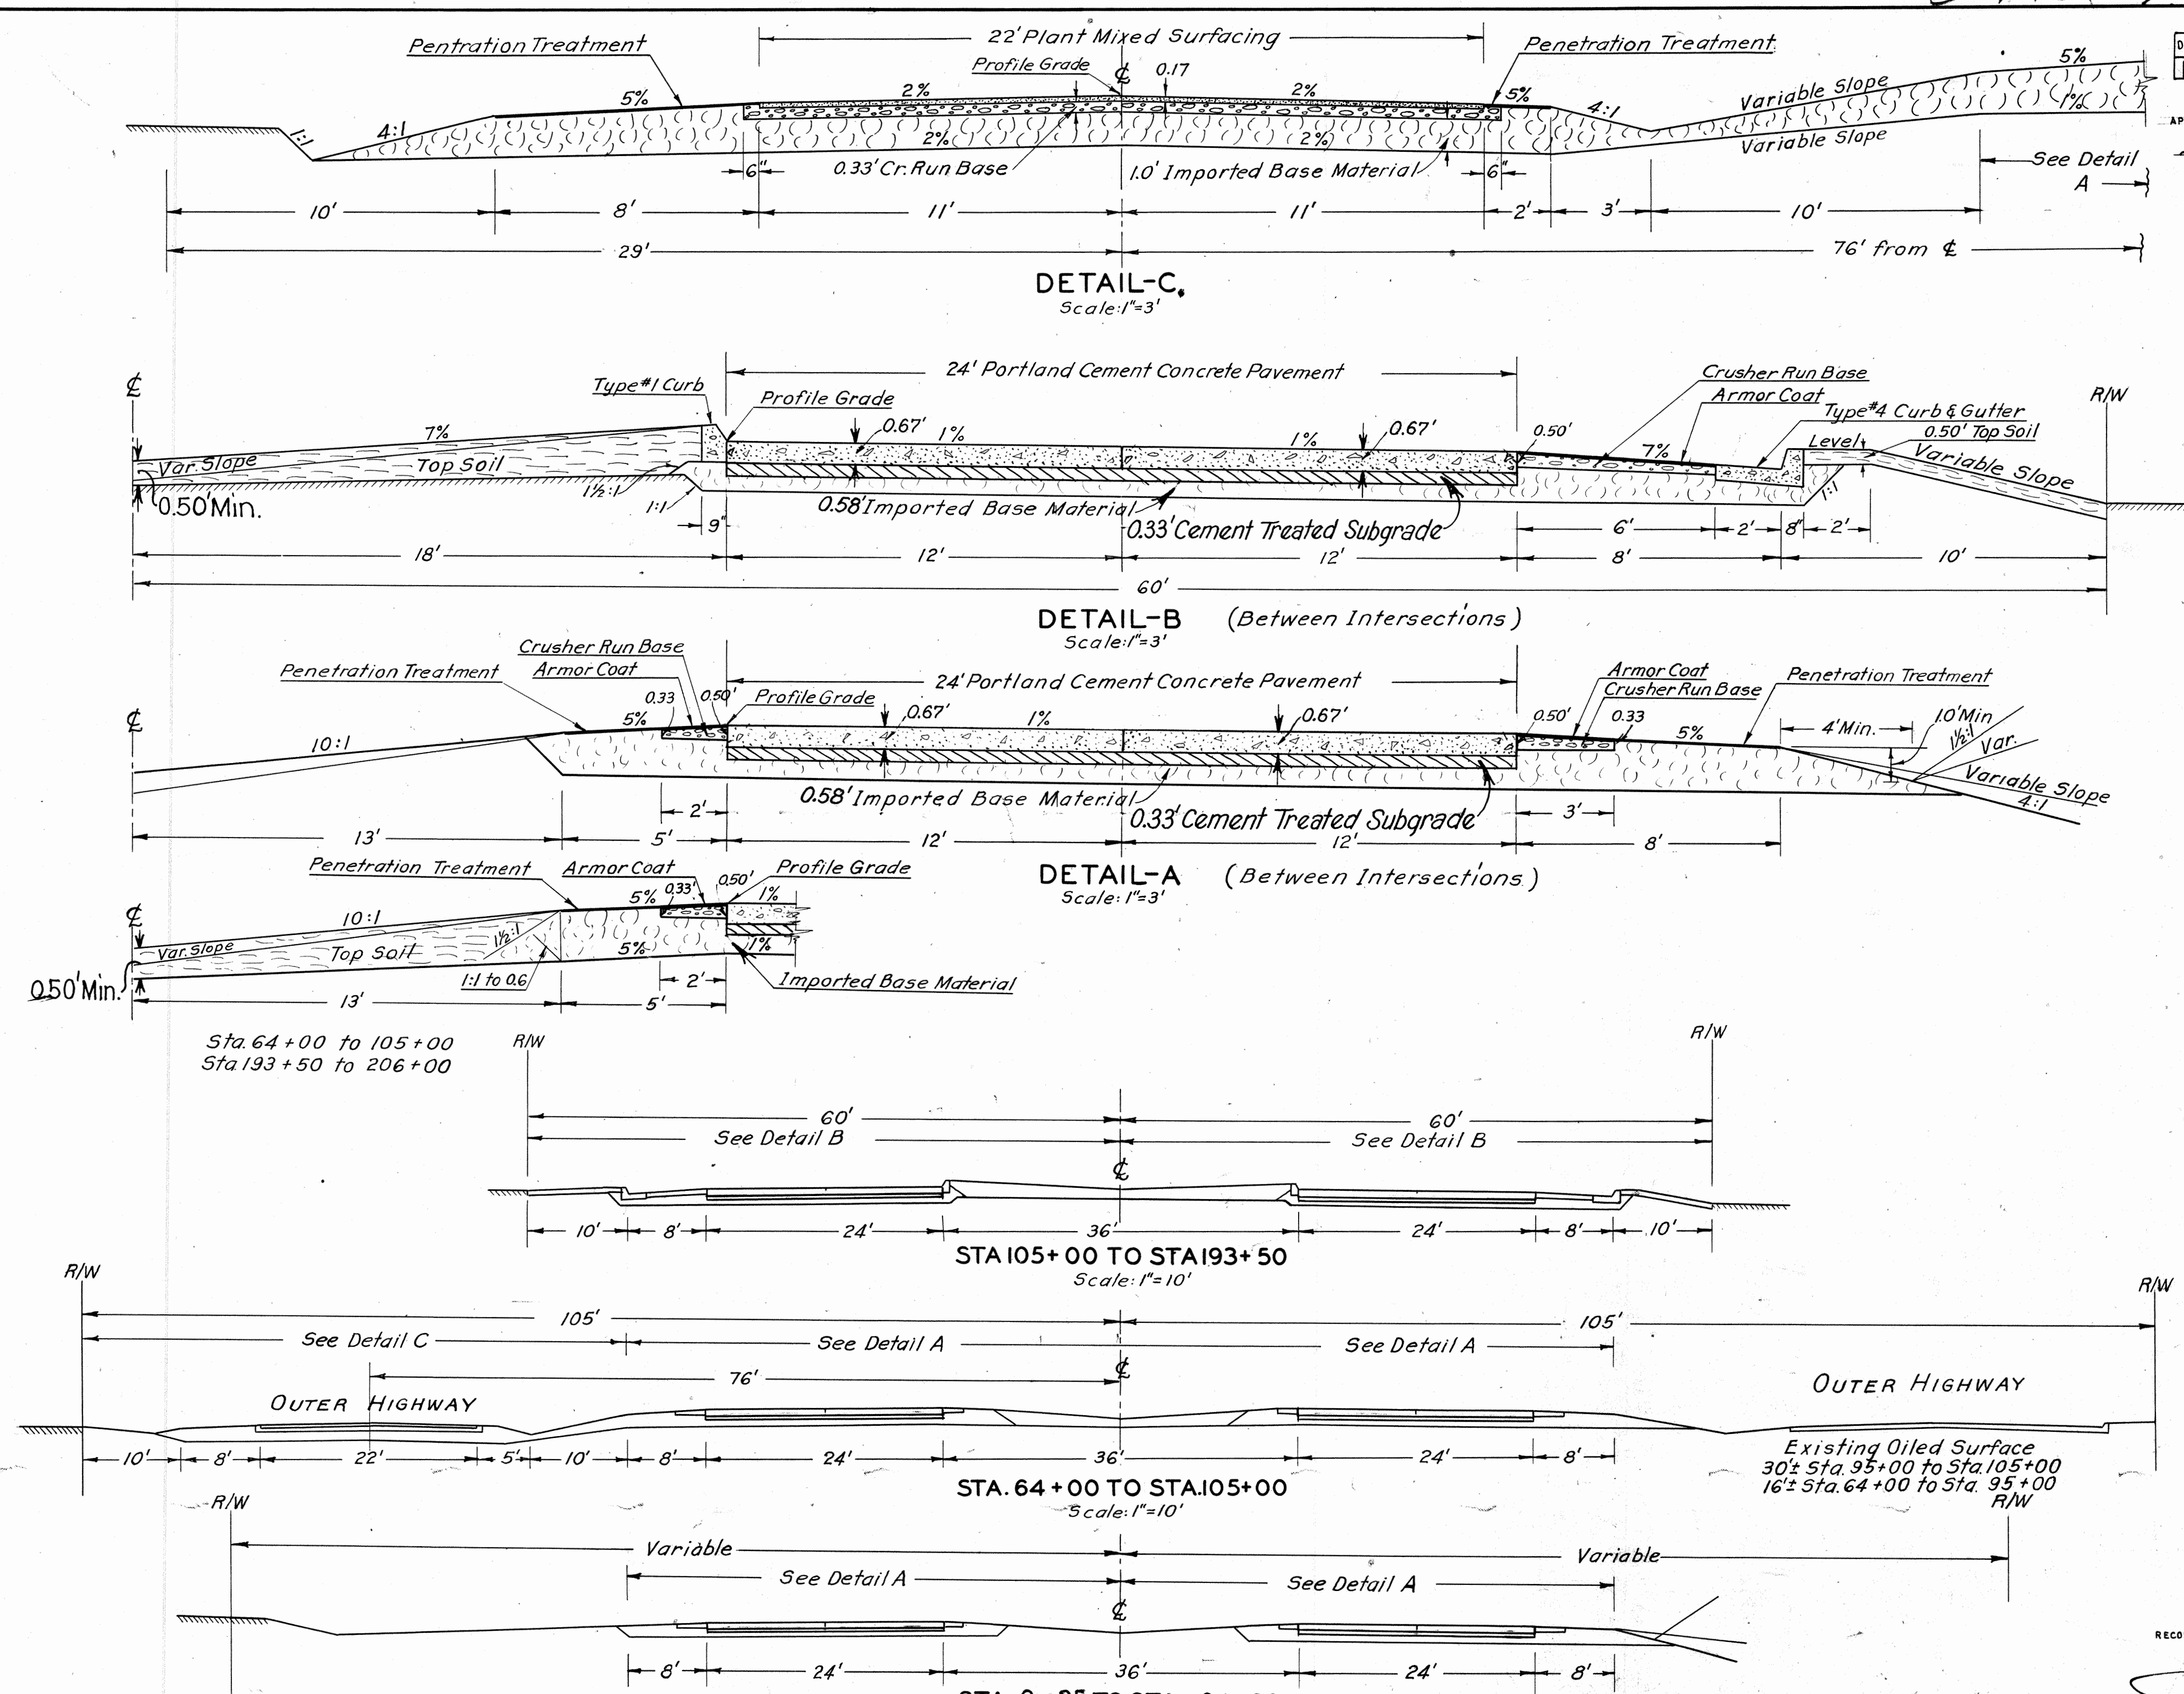 22' Plant Mixed Surfacing
Pentration Treatment
Penetration Treatment
Profile Grade
℄
0.17
5%
2%
2%
5%
4:1
Variable Slope
5%
1:1
4:1
2%
2%
Variable Slope
1%
6"
0.33' Cr. Run Base
1.0' Imported Base Material
6"
See Detail
A
10'
8'
11'
11'
2'
3'
10'
29'
76' from ℄
DETAIL-C.
Scale: 1"=3'
24' Portland Cement Concrete Pavement
℄
Type #1 Curb
Profile Grade
Crusher Run Base
Armor Coat
Type #4 Curb & Gutter
R/W
7%
0.67'
1%
1%
0.67'
0.50'
7%
Level
0.50' Top Soil
Var. Slope
Top Soil
Variable Slope
0.50' Min.
1½:1
1:1
0.58' Imported Base Material
0.33' Cement Treated Subgrade
1:1
9"
6'
2'
8"
2'
18'
12'
12'
8'
10'
60'
DETAIL-B (Between Intersections)
Scale: 1"=3'
Crusher Run Base
Penetration Treatment
Armor Coat
24' Portland Cement Concrete Pavement
Armor Coat
Crusher Run Base
Penetration Treatment
℄
0.33
0.50'
Profile Grade
10:1
5%
0.67'
1%
0.67'
0.50'
0.33
5%
4' Min.
1.0' Min
1½:1
Var.
Variable Slope
4:1
0.58' Imported Base Material
0.33' Cement Treated Subgrade
2'
3'
13'
5'
12'
12'
8'
DETAIL-A (Between Intersections)
Scale: 1"=3'
Penetration Treatment
Armor Coat
Profile Grade
℄
10:1
5%
0.33'
0.50'
1%
Var. Slope
Top Soil
1½:1
5%
1%
0.50' Min.
1:1 to 0.6
2'
Imported Base Material
13'
5'
Sta. 64+00 to 105+00
Sta. 193+50 to 206+00
R/W
R/W
60'
60'
See Detail B
See Detail B
℄
10'
8'
24'
36'
24'
8'
10'
STA 105+00 TO STA 193+50
Scale: 1"=10'
R/W
R/W
105'
105'
See Detail C
See Detail A
See Detail A
76'
℄
OUTER HIGHWAY
OUTER HIGHWAY
10'
8'
22'
5'
10'
8'
24'
36'
24'
8'
Existing Oiled Surface
30'± Sta. 95+00 to Sta. 105+00
16'± Sta. 64+00 to Sta. 95+00
STA. 64+00 TO STA. 105+00
Scale: 1"=10'
R/W
R/W
Variable
Variable
See Detail A
See Detail A
℄
8'
24'
36'
24'
8'
RECO